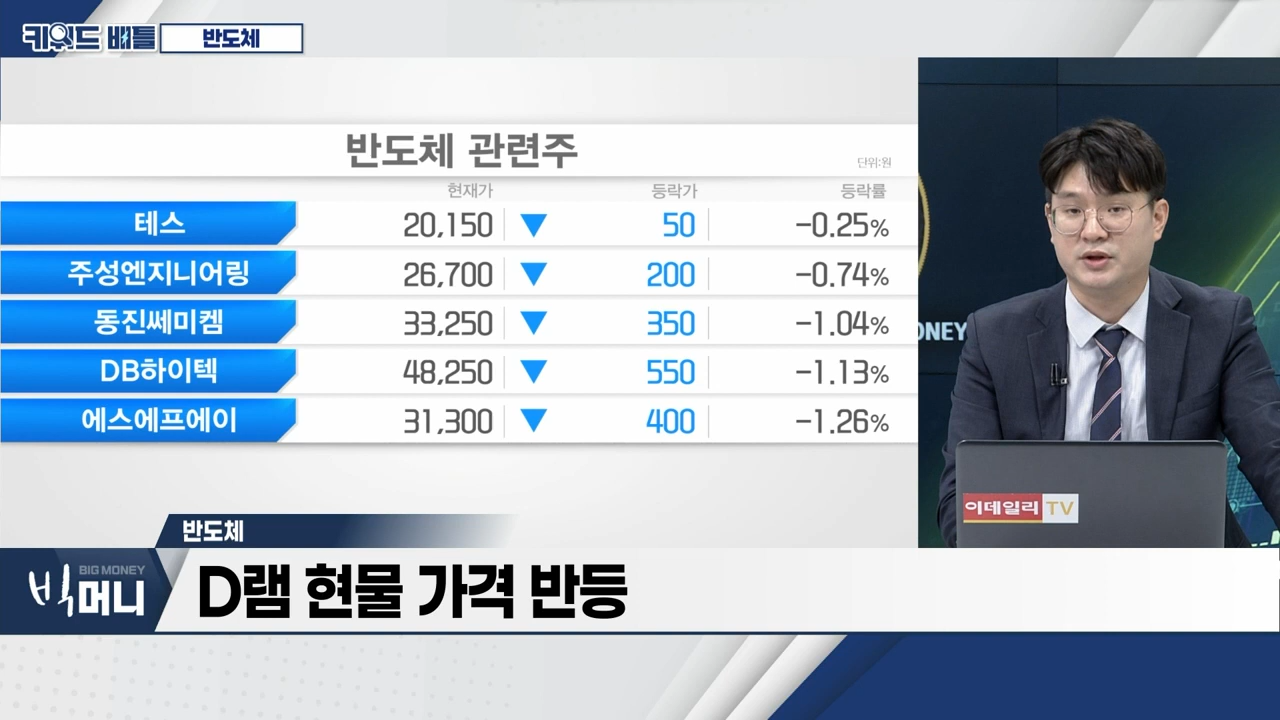 키워드 배틀 반도체
반도체 관련주
단위:원
현재가 등락가 등락률
테스 20,150 ▼ 50 -0.25%
주성엔지니어링 26,700 ▼ 200 -0.74%
동진쎄미켐 33,250 ▼ 350 -1.04%
DB하이텍 48,250 ▼ 550 -1.13%
에스에프에이 31,300 ▼ 400 -1.26%
ONEY
이데일리TV
반도체
BIG MONEY
빅머니
D램 현물 가격 반등